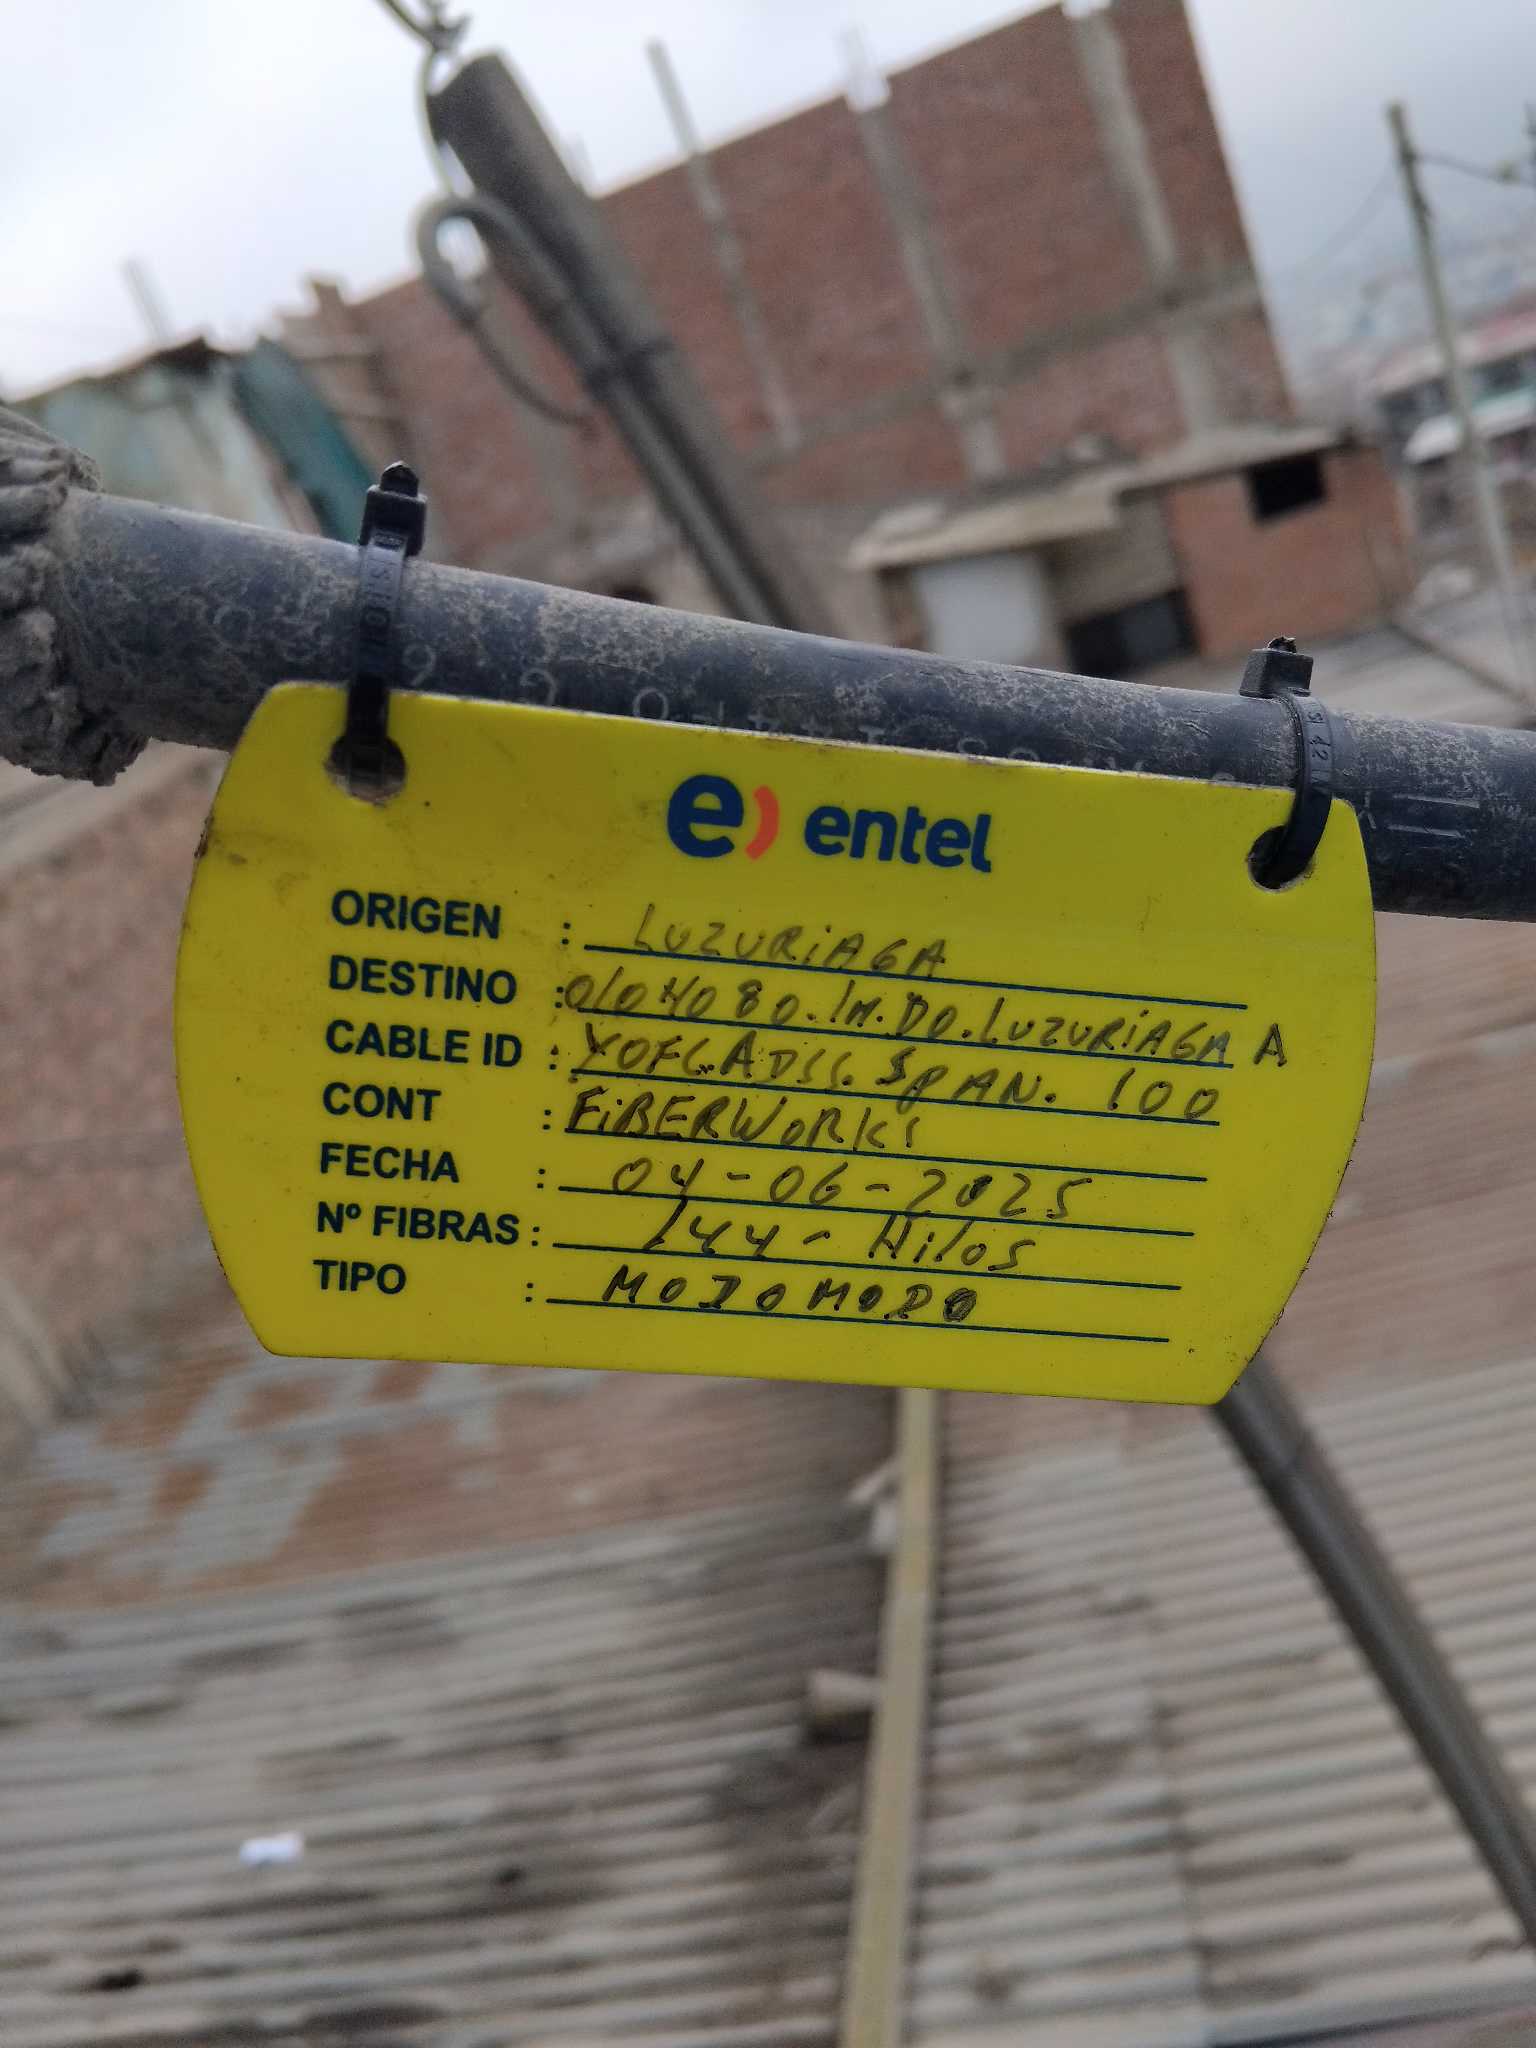 e) entel
ORIGEN : LUZURIAGA
DESTINO : 0104080.IM.DO.LUZURIAGA A
CABLE ID : YOFC.ADSS.SPAN. 100
CONT : FiBERWORKS
FECHA : 04-06-2025
Nº FIBRAS : 144- Hilos
TIPO : MODOMODO